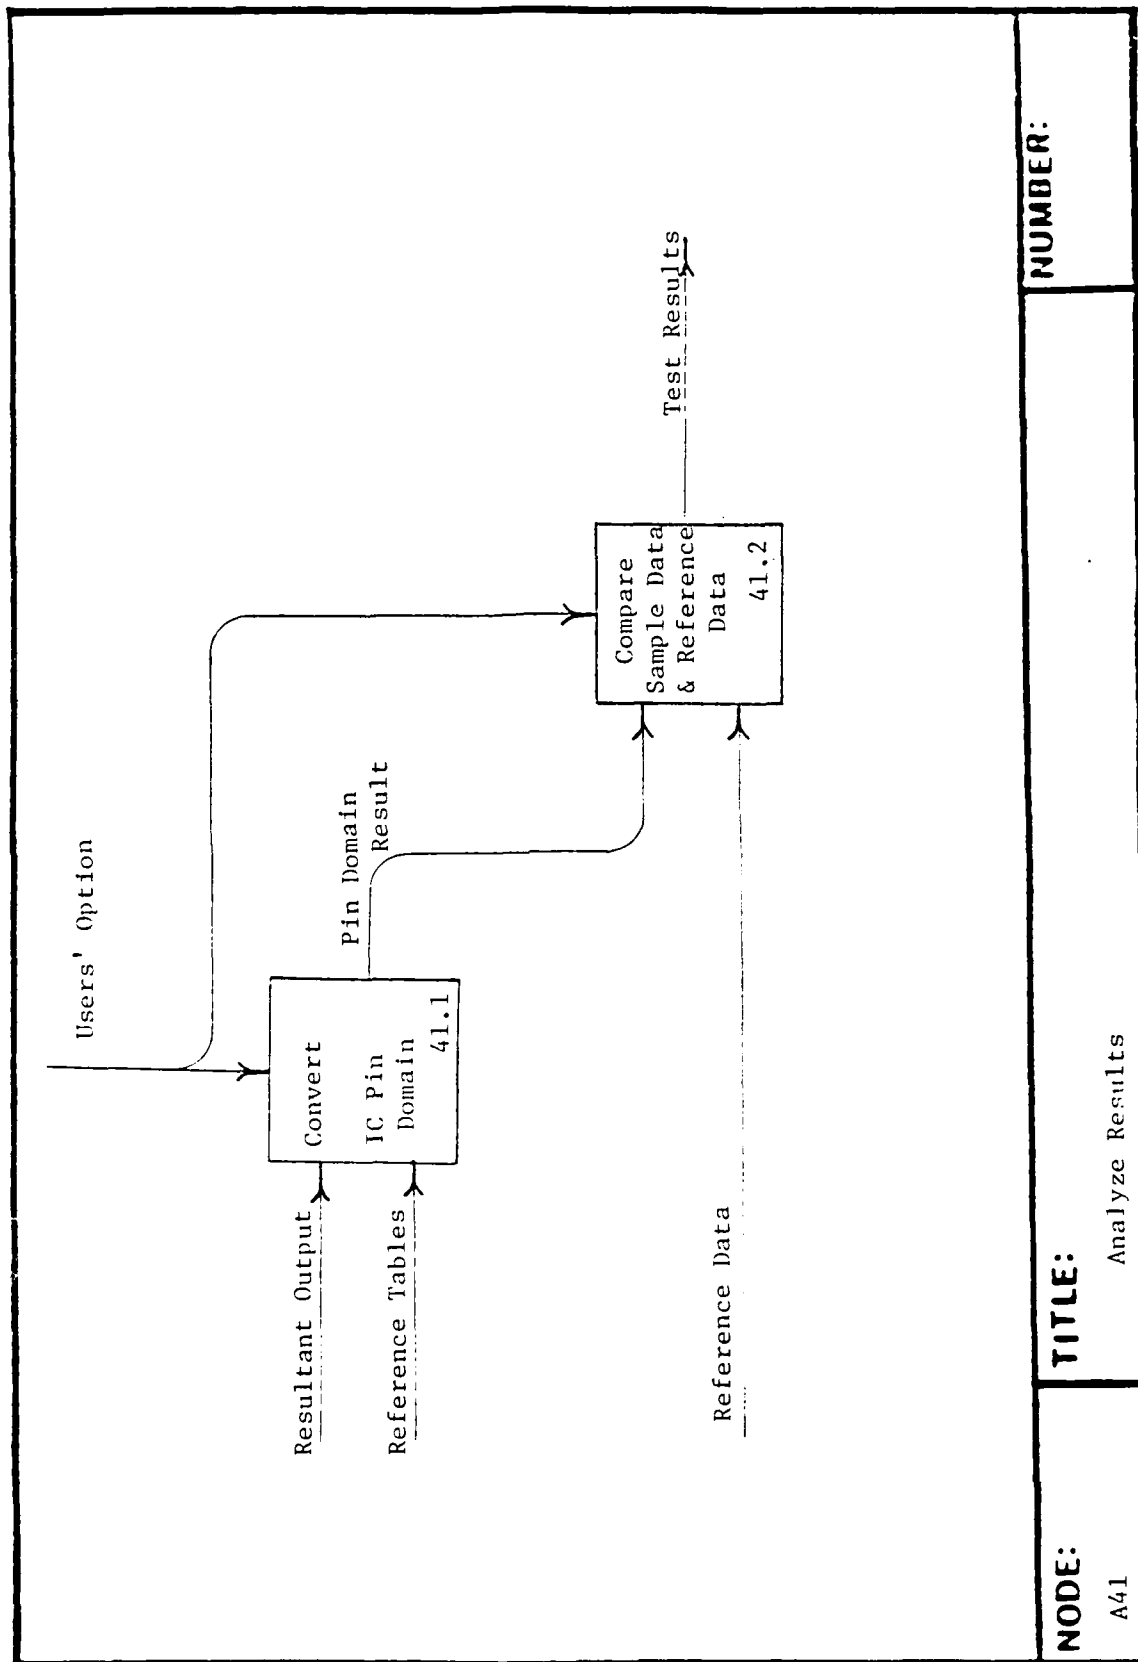 Users' Option
Resultant Output
Reference Tables
Convert
IC Pin
Domain
41.1
Pin Domain
Result
Reference Data
Compare
Sample Data
& Reference
Data
41.2
Test Results
NODE:
A41
TITLE:
Analyze Results
NUMBER: